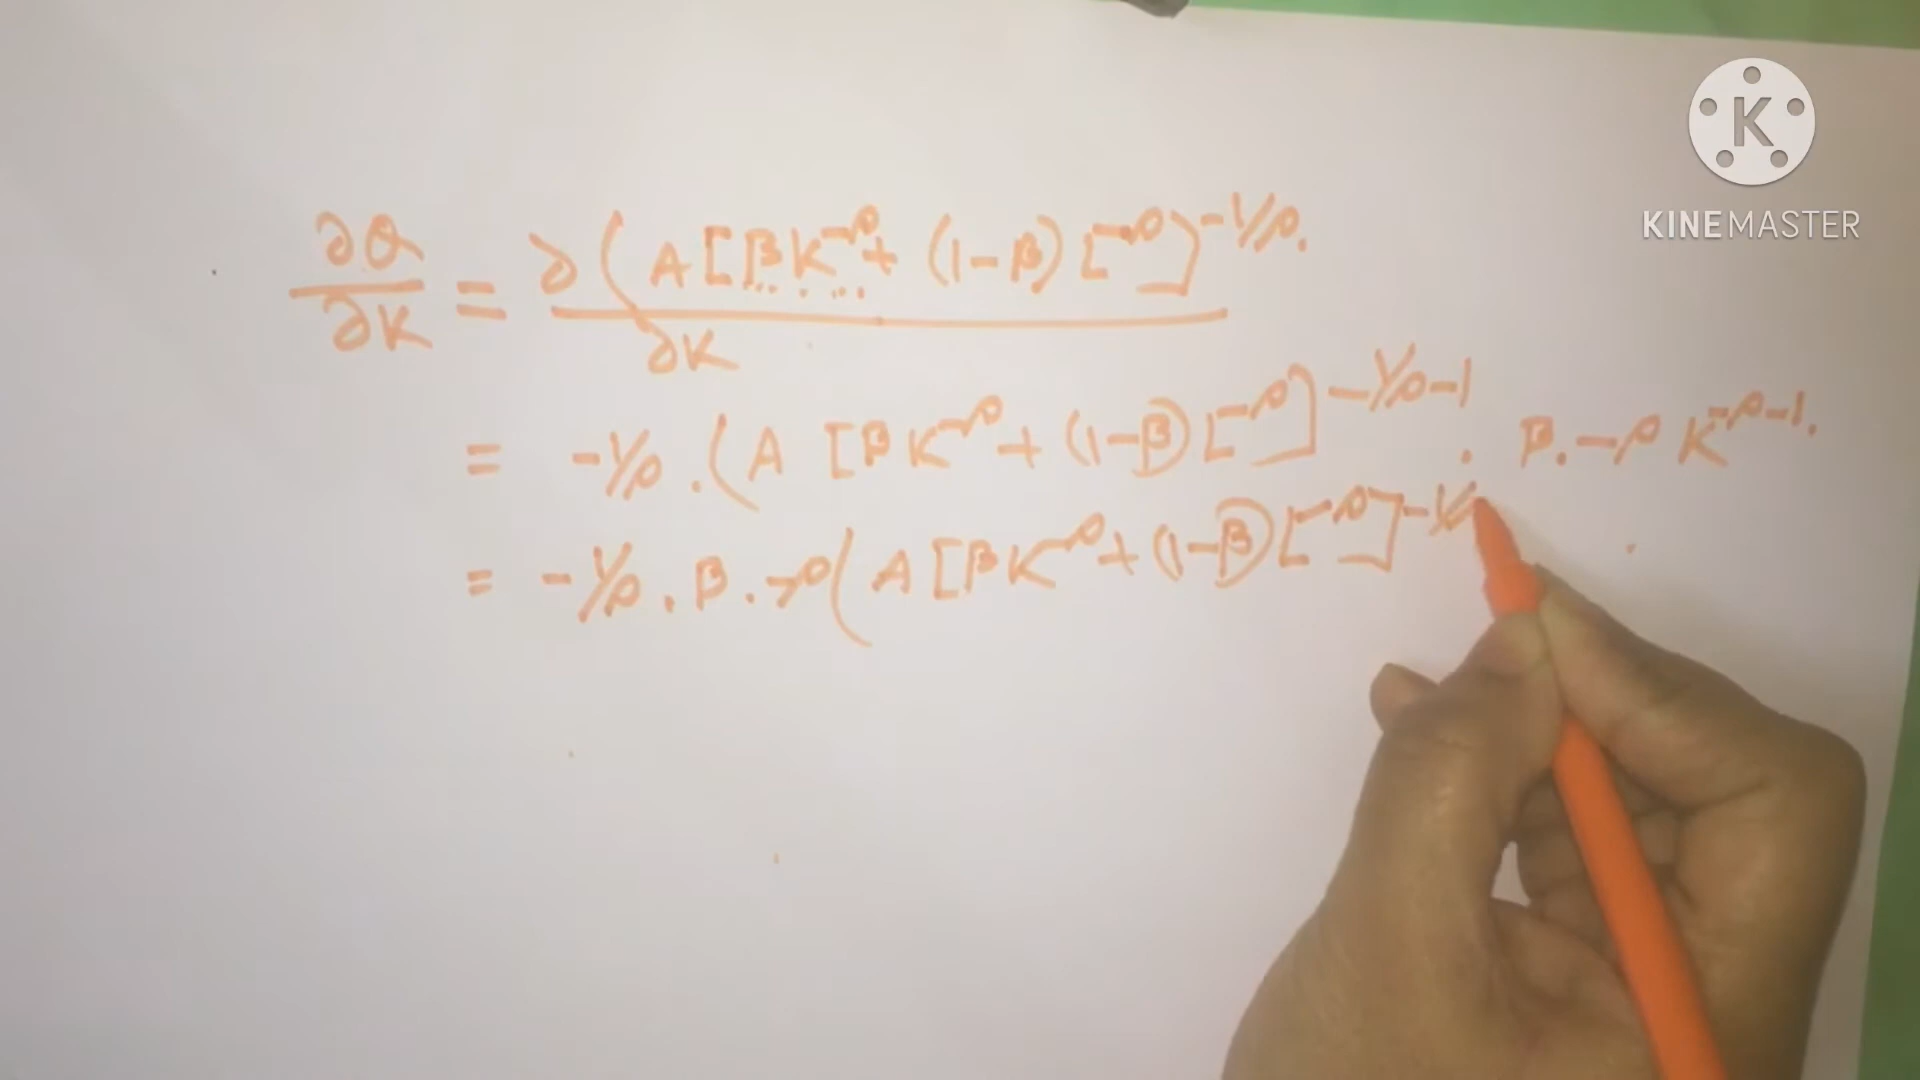 K
KINEMASTER
∂Q/∂K = ∂(A[βK^-ρ + (1-β)L^-ρ]^-1/ρ. / ∂K
= -1/ρ.(A [βK^-ρ + (1-β)L^-ρ]^-1/ρ-1 . β.-ρ K^-ρ-1.
= -1/ρ.β.-ρ(A[βK^-ρ + (1-β)L^-ρ]^-1/ρ